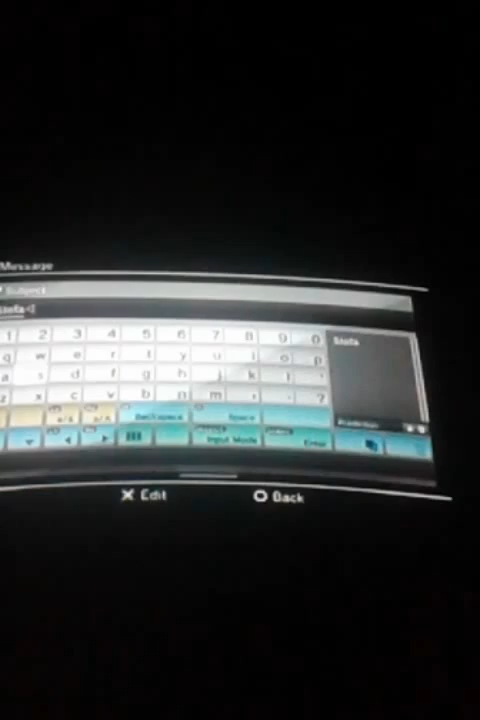 Message
Subject
1 2 3 4 5 6 7 8 9 0
q w e r t y u i o p
a s d f g h j k l '
z x c v b n m , . ?
a/A Backspace Space
Input Mode Enter
Prediction
X Edit O Back